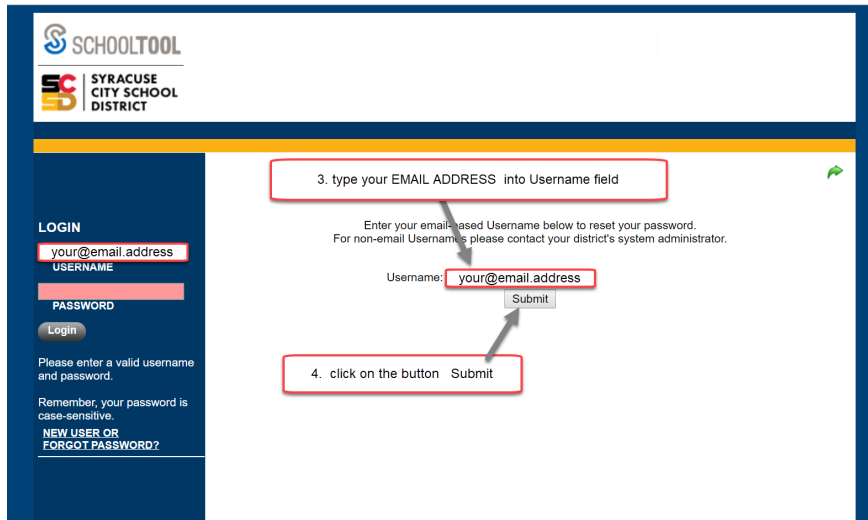 SCHOOLTOOL
SC
SD
SYRACUSE
CITY SCHOOL
DISTRICT
3. type your EMAIL ADDRESS into Username field
LOGIN
your@email.address
USERNAME
PASSWORD
Login
Please enter a valid username
and password.
Remember, your password is
case-sensitive.
NEW USER OR
FORGOT PASSWORD?
Enter your email-based Username below to reset your password.
For non-email Usernames please contact your district's system administrator.
Username: your@email.address
Submit
4. click on the button Submit